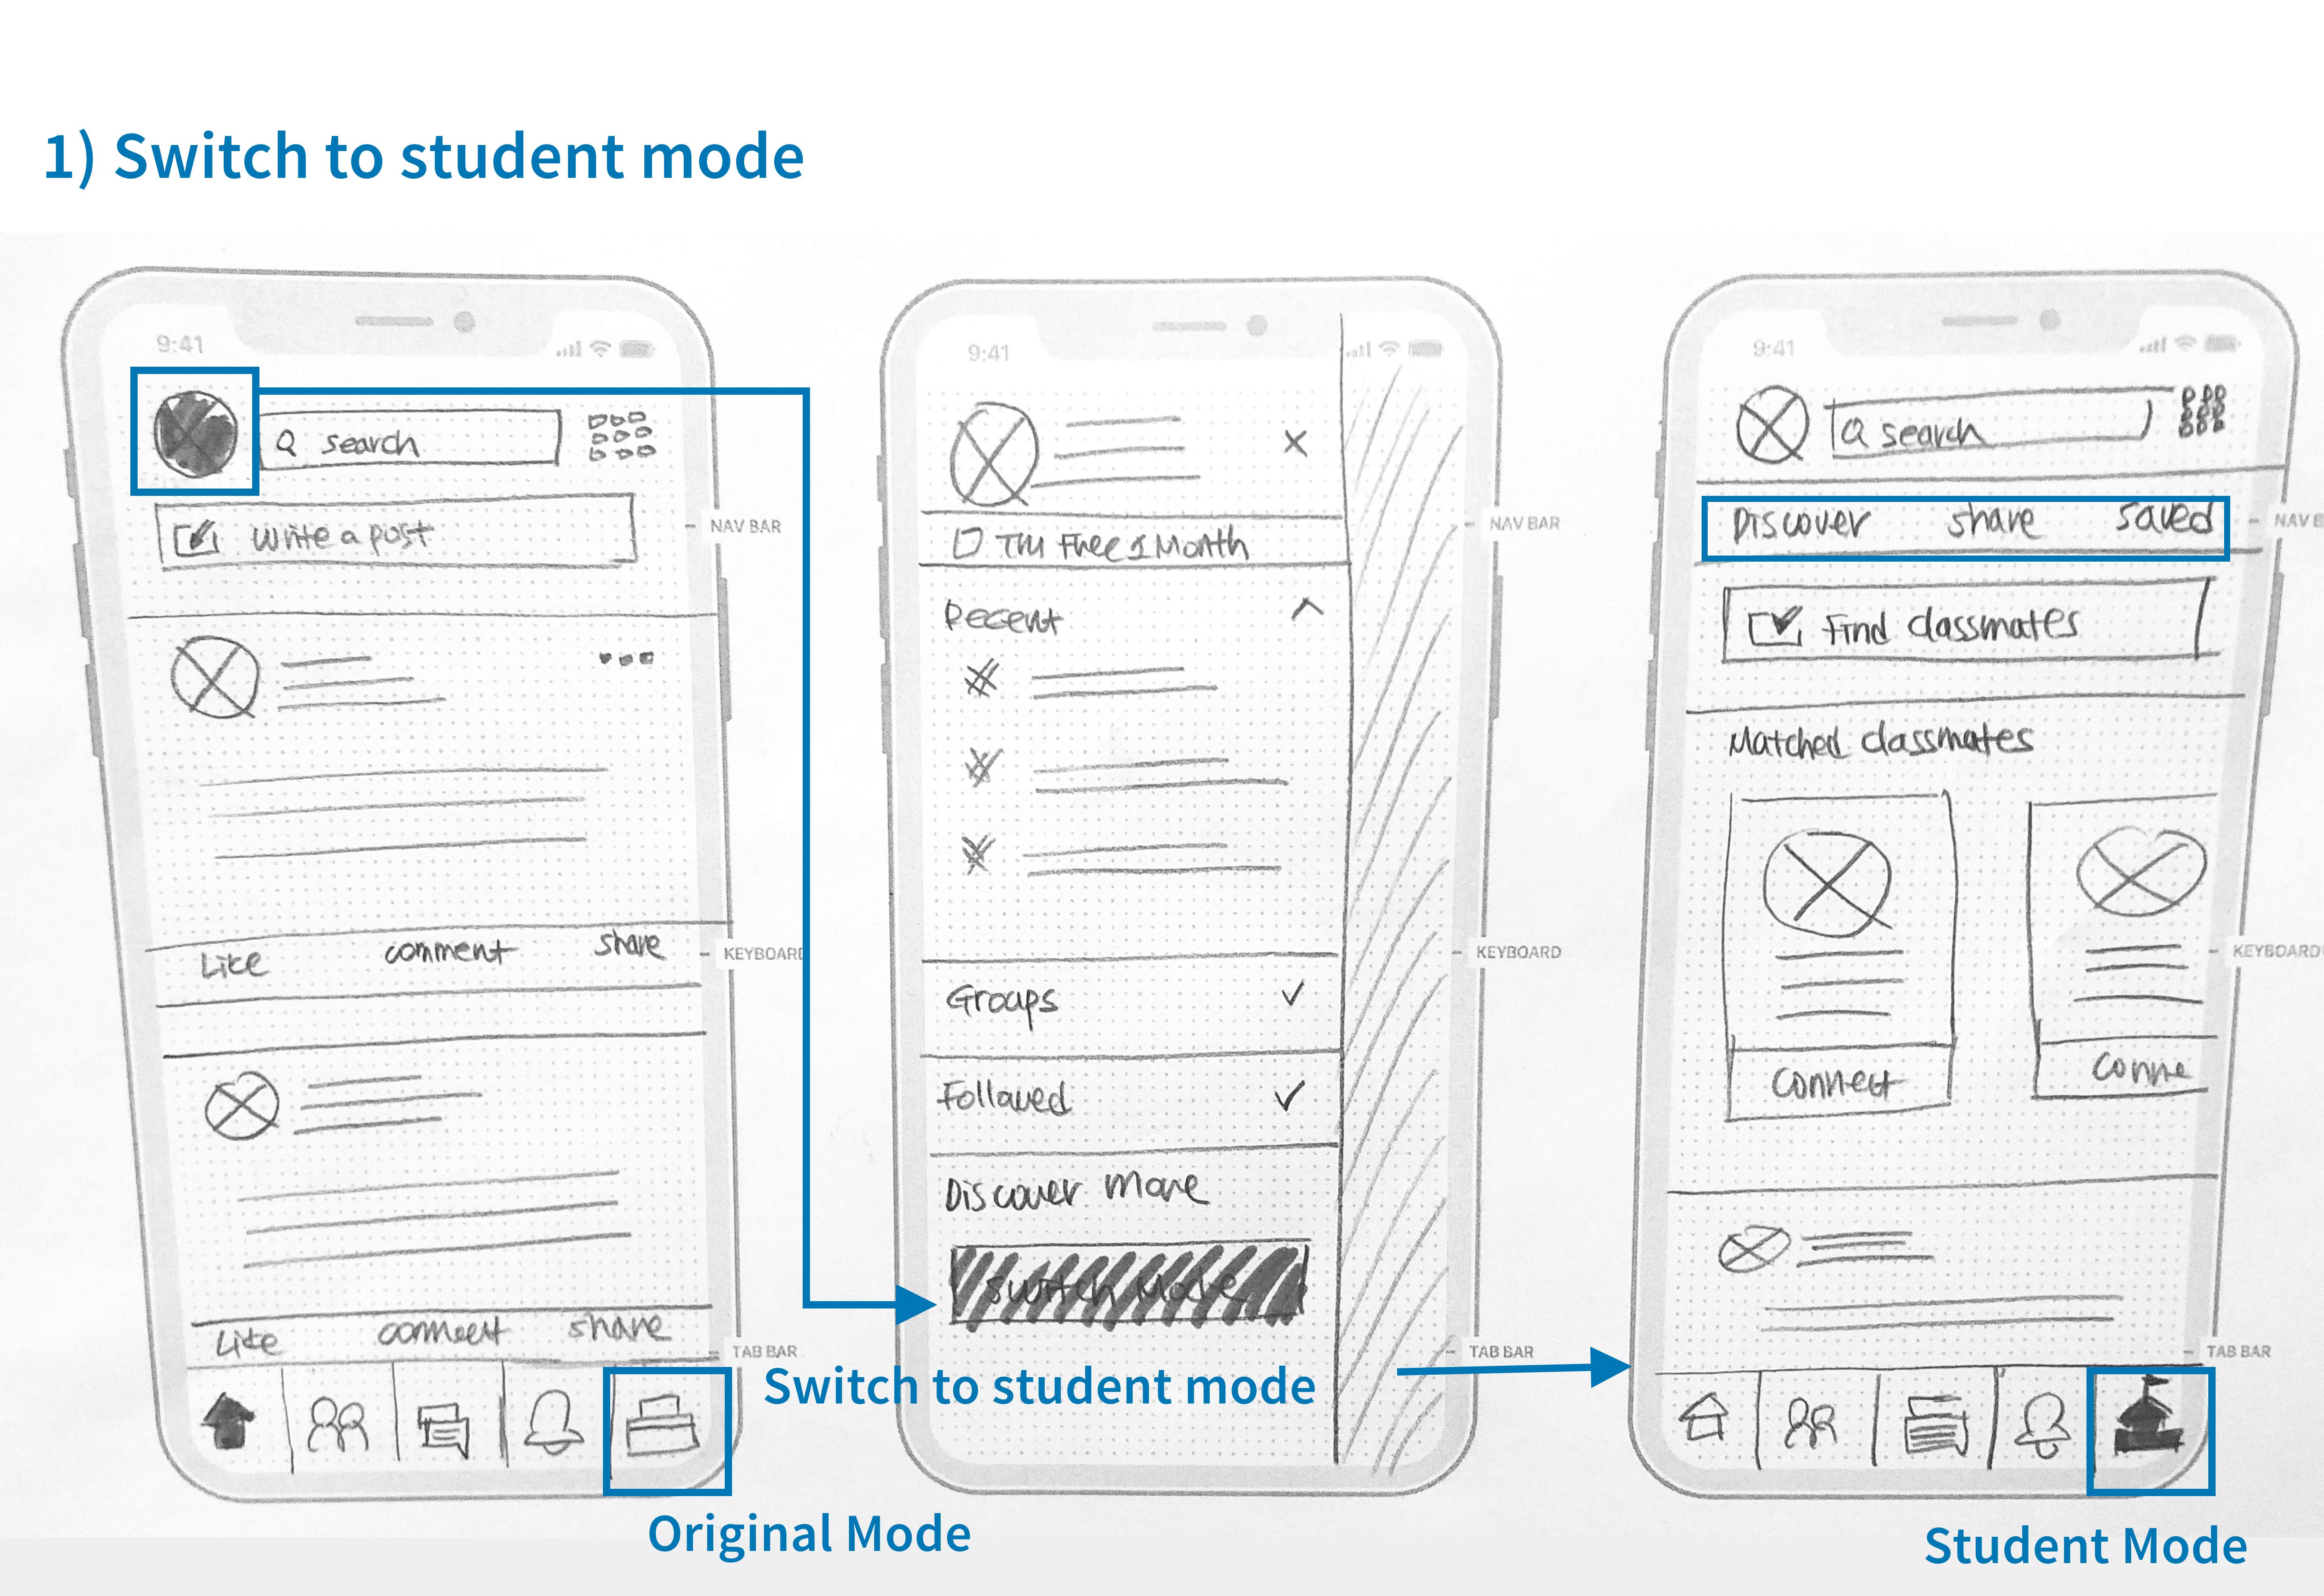 1) Switch to student mode
9:41
search
write a post
NAV BAR
Like comment share
KEYBOARD
Like comment share
TAB BAR
Original Mode
9:41
Free 1 Month
NAV BAR
Recent
KEYBOARD
Groups
Followed
Discover More
Switch Mode
TAB BAR
Switch to student mode
9:41
search
Discover share saved
NAV B
Find classmates
Matched classmates
KEYBOARD
Connect Conne
TAB BAR
Student Mode